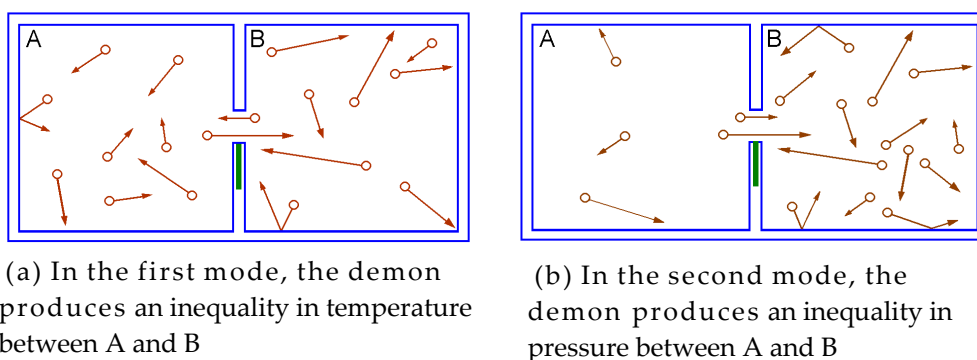 A
B
A
B
(a) In the first mode, the demon
produces an inequality in temperature
between A and B
(b) In the second mode, the
demon produces an inequality in
pressure between A and B